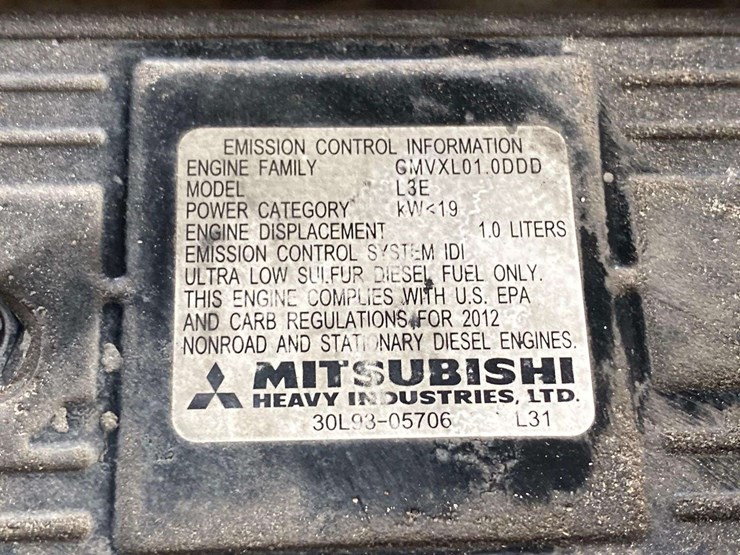 EMISSION CONTROL INFORMATION
ENGINE FAMILY GMVXL01.0DDD
MODEL L3E
POWER CATEGORY kW<19
ENGINE DISPLACEMENT 1.0 LITERS
EMISSION CONTROL SYSTEM IDI
ULTRA LOW SULFUR DIESEL FUEL ONLY.
THIS ENGINE COMPLIES WITH U.S. EPA
AND CARB REGULATIONS FOR 2012
NONROAD AND STATIONARY DIESEL ENGINES.
MITSUBISHI
HEAVY INDUSTRIES, LTD.
30L93-05706 L31